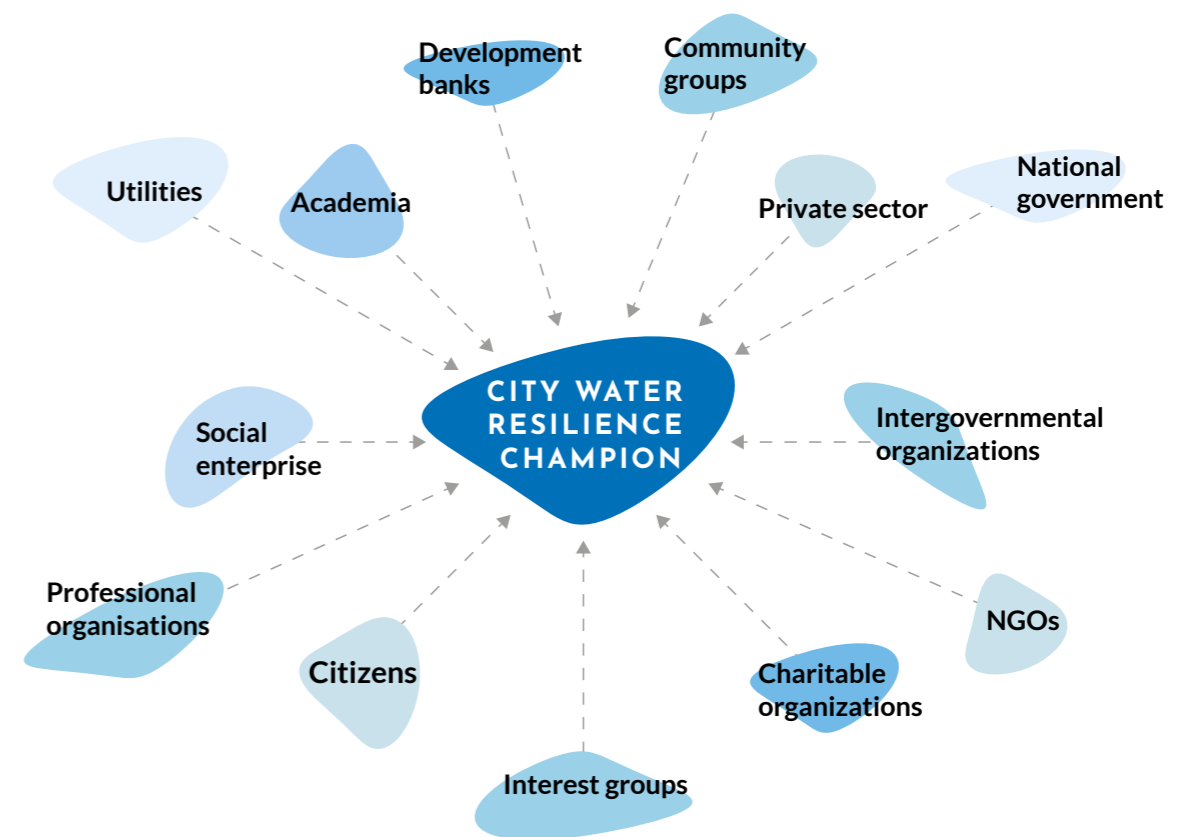 Development
banks
Community
groups
Utilities
Academia
Private sector
National
government
CITY WATER
RESILIENCE
CHAMPION
Social
enterprise
Intergovernmental
organizations
Professional
organisations
Citizens
NGOs
Charitable
organizations
Interest groups